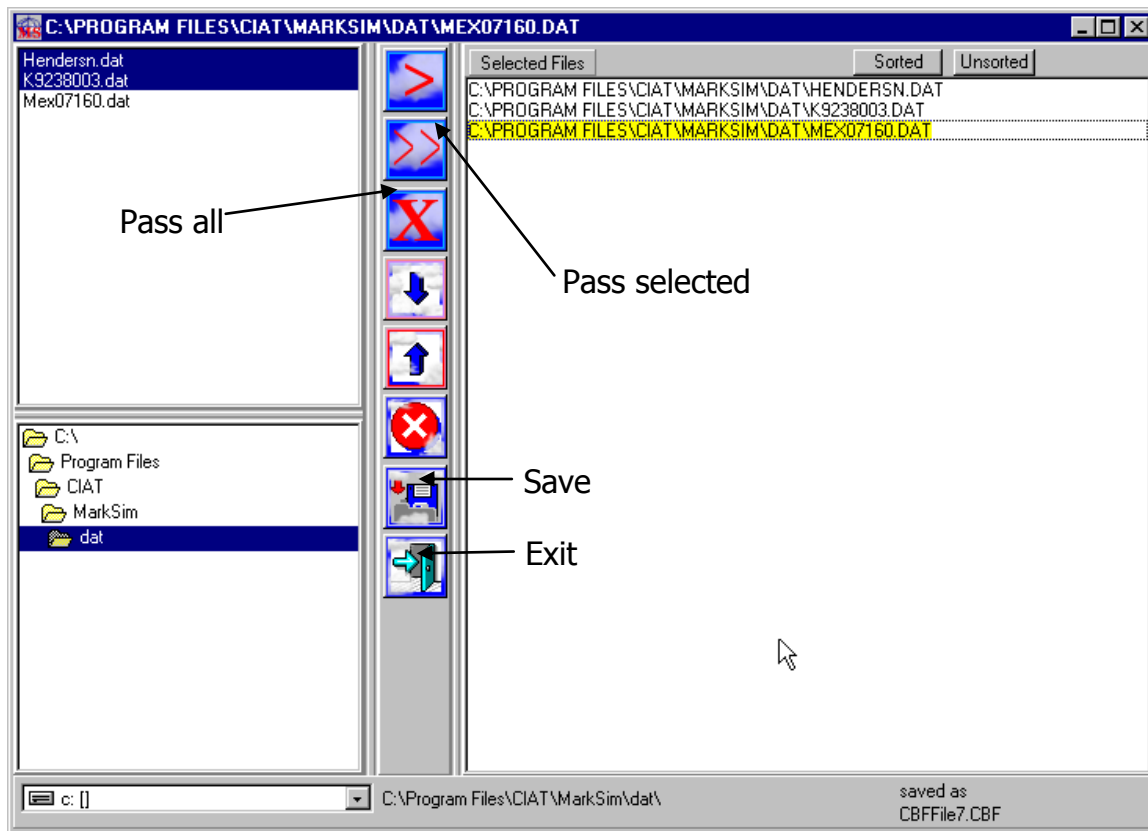 C:\PROGRAM FILES\CIAT\MARKSIM\DAT\MEX07160.DAT
Hendersn.dat
K9238003.dat
Mex07160.dat
Selected Files
Sorted
Unsorted
C:\PROGRAM FILES\CIAT\MARKSIM\DAT\HENDERSN.DAT
C:\PROGRAM FILES\CIAT\MARKSIM\DAT\K9238003.DAT
C:\PROGRAM FILES\CIAT\MARKSIM\DAT\MEX07160.DAT
>
>>
X
Pass all
Pass selected
C:\
Program Files
CIAT
MarkSim
dat
Save
Exit
c: []
C:\Program Files\CIAT\MarkSim\dat\
saved as
CBFFile7.CBF